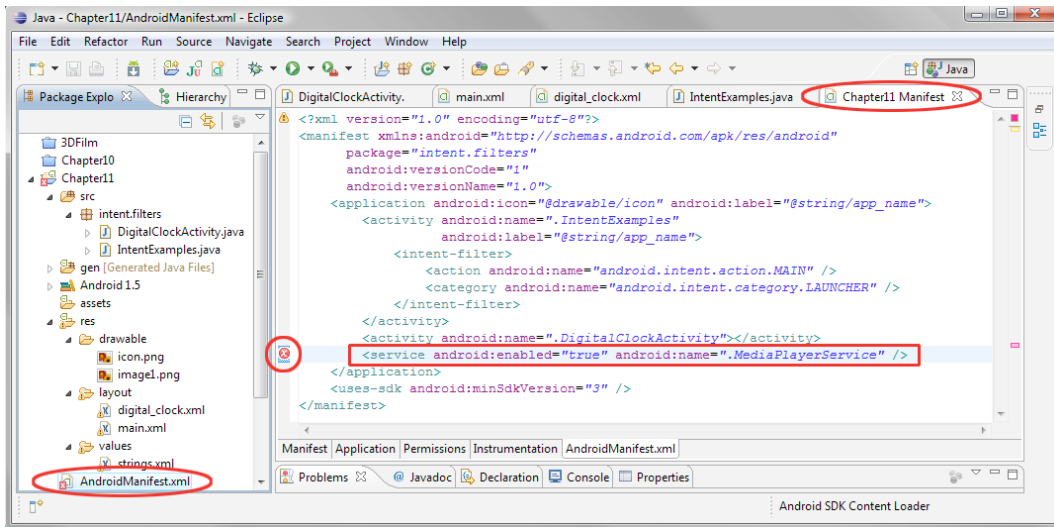 Java - Chapter11/AndroidManifest.xml - Eclipse
File Edit Refactor Run Source Navigate Search Project Window Help
Java
Package Explo Hierarchy
DigitalClockActivity. main.xml digital_clock.xml IntentExamples.java Chapter11 Manifest
3DFilm
Chapter10
Chapter11
src
intent.filters
DigitalClockActivity.java
IntentExamples.java
gen [Generated Java Files]
Android 1.5
assets
res
drawable
icon.png
image1.png
layout
digital_clock.xml
main.xml
values
strings.xml
AndroidManifest.xml
<?xml version="1.0" encoding="utf-8"?>
<manifest xmlns:android="http://schemas.android.com/apk/res/android"
package="intent.filters"
android:versionCode="1"
android:versionName="1.0">
<application android:icon="@drawable/icon" android:label="@string/app_name">
<activity android:name=".IntentExamples"
android:label="@string/app_name">
<intent-filter>
<action android:name="android.intent.action.MAIN" />
<category android:name="android.intent.category.LAUNCHER" />
</intent-filter>
</activity>
<activity android:name=".DigitalClockActivity"></activity>
<service android:enabled="true" android:name=".MediaPlayerService" />
</application>
<uses-sdk android:minSdkVersion="3" />
</manifest>
Manifest Application Permissions Instrumentation AndroidManifest.xml
Problems @ Javadoc Declaration Console Properties
Android SDK Content Loader